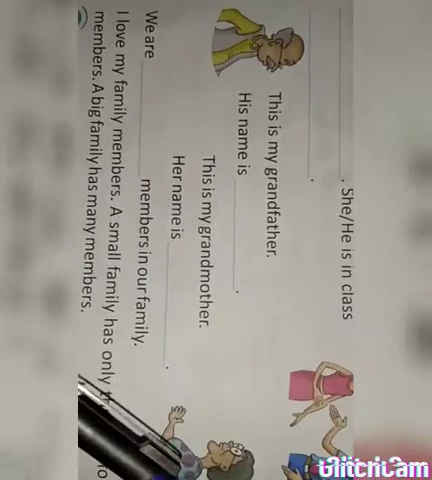 . She/He is in class
.
This is my grandfather.
His name is .
This is my grandmother.
Her name is .
We are members in our family.
I love my family members. A small family has only
members. A big family has many members.
GlitchCam